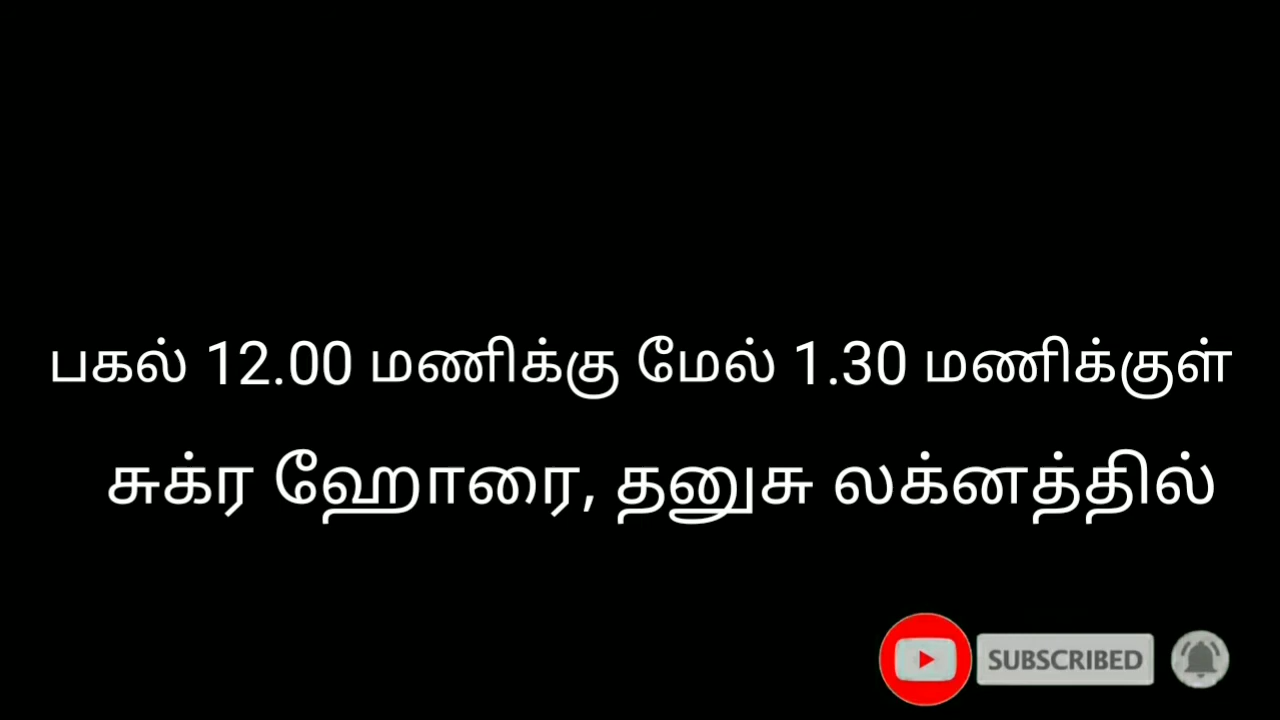 பகல் 12.00 மணிக்கு மேல் 1.30 மணிக்குள்
சுக்ர ஹோரை, தனுசு லக்னத்தில்
SUBSCRIBED